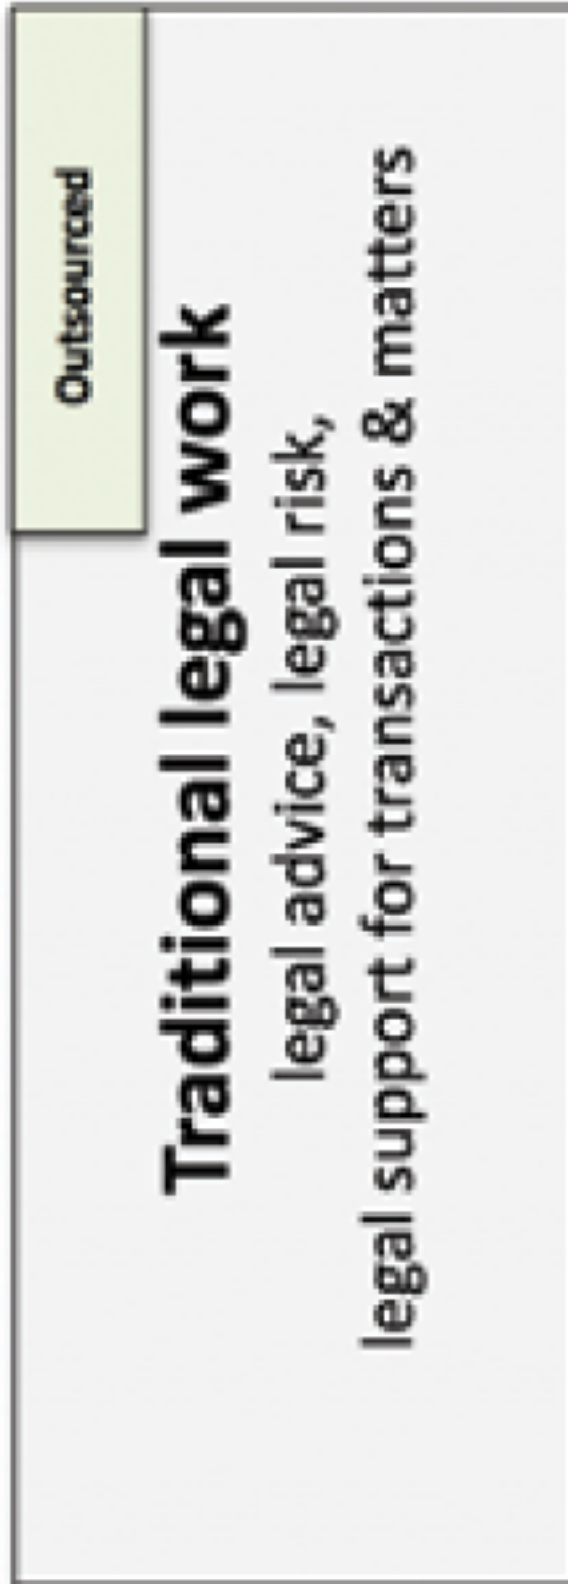 Outsourced
Traditional legal work
legal advice, legal risk,
legal support for transactions & matters